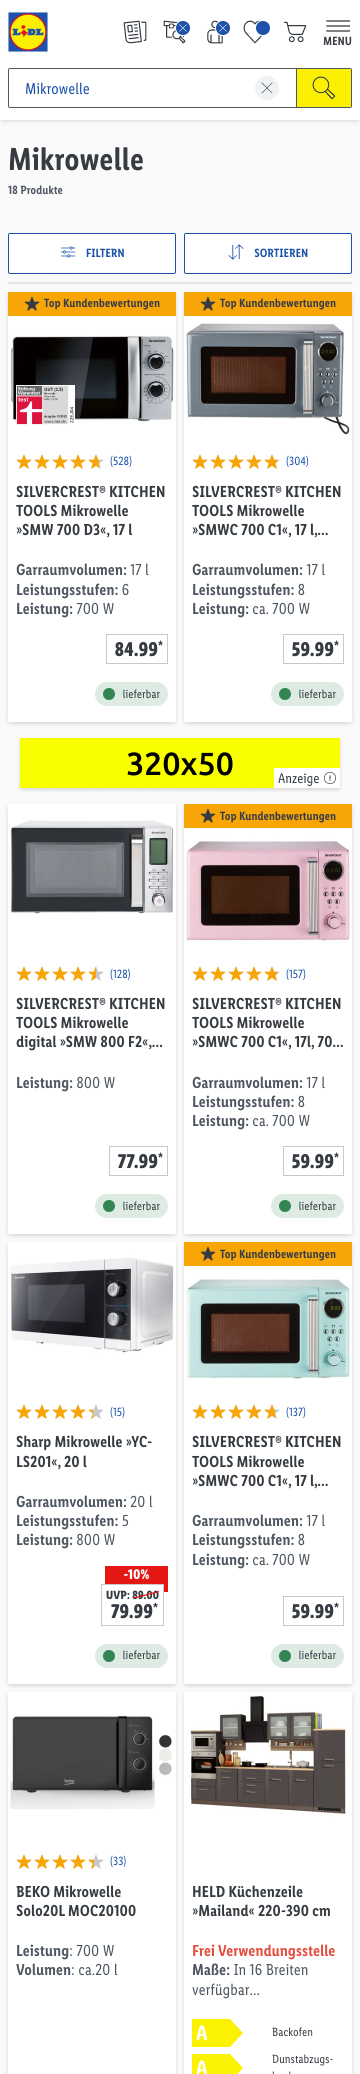 LIDL
MENU
Mikrowelle
Mikrowelle
18 Produkte
FILTERN
SORTIEREN
Top Kundenbewertungen
Top Kundenbewertungen
Stiftung
Warentest
test
GUT (2,5)
(528)
(304)
SILVERCREST® KITCHEN
TOOLS Mikrowelle
»SMW 700 D3«, 17 l
SILVERCREST® KITCHEN
TOOLS Mikrowelle
»SMWC 700 C1«, 17 l,...
Garraumvolumen: 17 l
Leistungsstufen: 6
Leistung: 700 W
Garraumvolumen: 17 l
Leistungsstufen: 8
Leistung: ca. 700 W
84.99*
59.99*
lieferbar
lieferbar
320x50
Anzeige
Top Kundenbewertungen
(128)
(157)
SILVERCREST® KITCHEN
TOOLS Mikrowelle
digital »SMW 800 F2«,...
SILVERCREST® KITCHEN
TOOLS Mikrowelle
»SMWC 700 C1«, 17l, 70...
Leistung: 800 W
Garraumvolumen: 17 l
Leistungsstufen: 8
Leistung: ca. 700 W
77.99*
59.99*
lieferbar
lieferbar
Top Kundenbewertungen
(15)
(137)
Sharp Mikrowelle »YC-
LS201«, 20 l
SILVERCREST® KITCHEN
TOOLS Mikrowelle
»SMWC 700 C1«, 17 l,...
Garraumvolumen: 20 l
Leistungsstufen: 5
Leistung: 800 W
Garraumvolumen: 17 l
Leistungsstufen: 8
Leistung: ca. 700 W
-10%
UVP: 89.00
79.99*
59.99*
lieferbar
lieferbar
beko
(33)
BEKO Mikrowelle
Solo20L MOC20100
HELD Küchenzeile
»Mailand« 220-390 cm
Leistung: 700 W
Volumen: ca.20 l
Frei Verwendungsstelle
Maße: In 16 Breiten
verfügbar...
A
Backofen
A
Dunstabzugs-